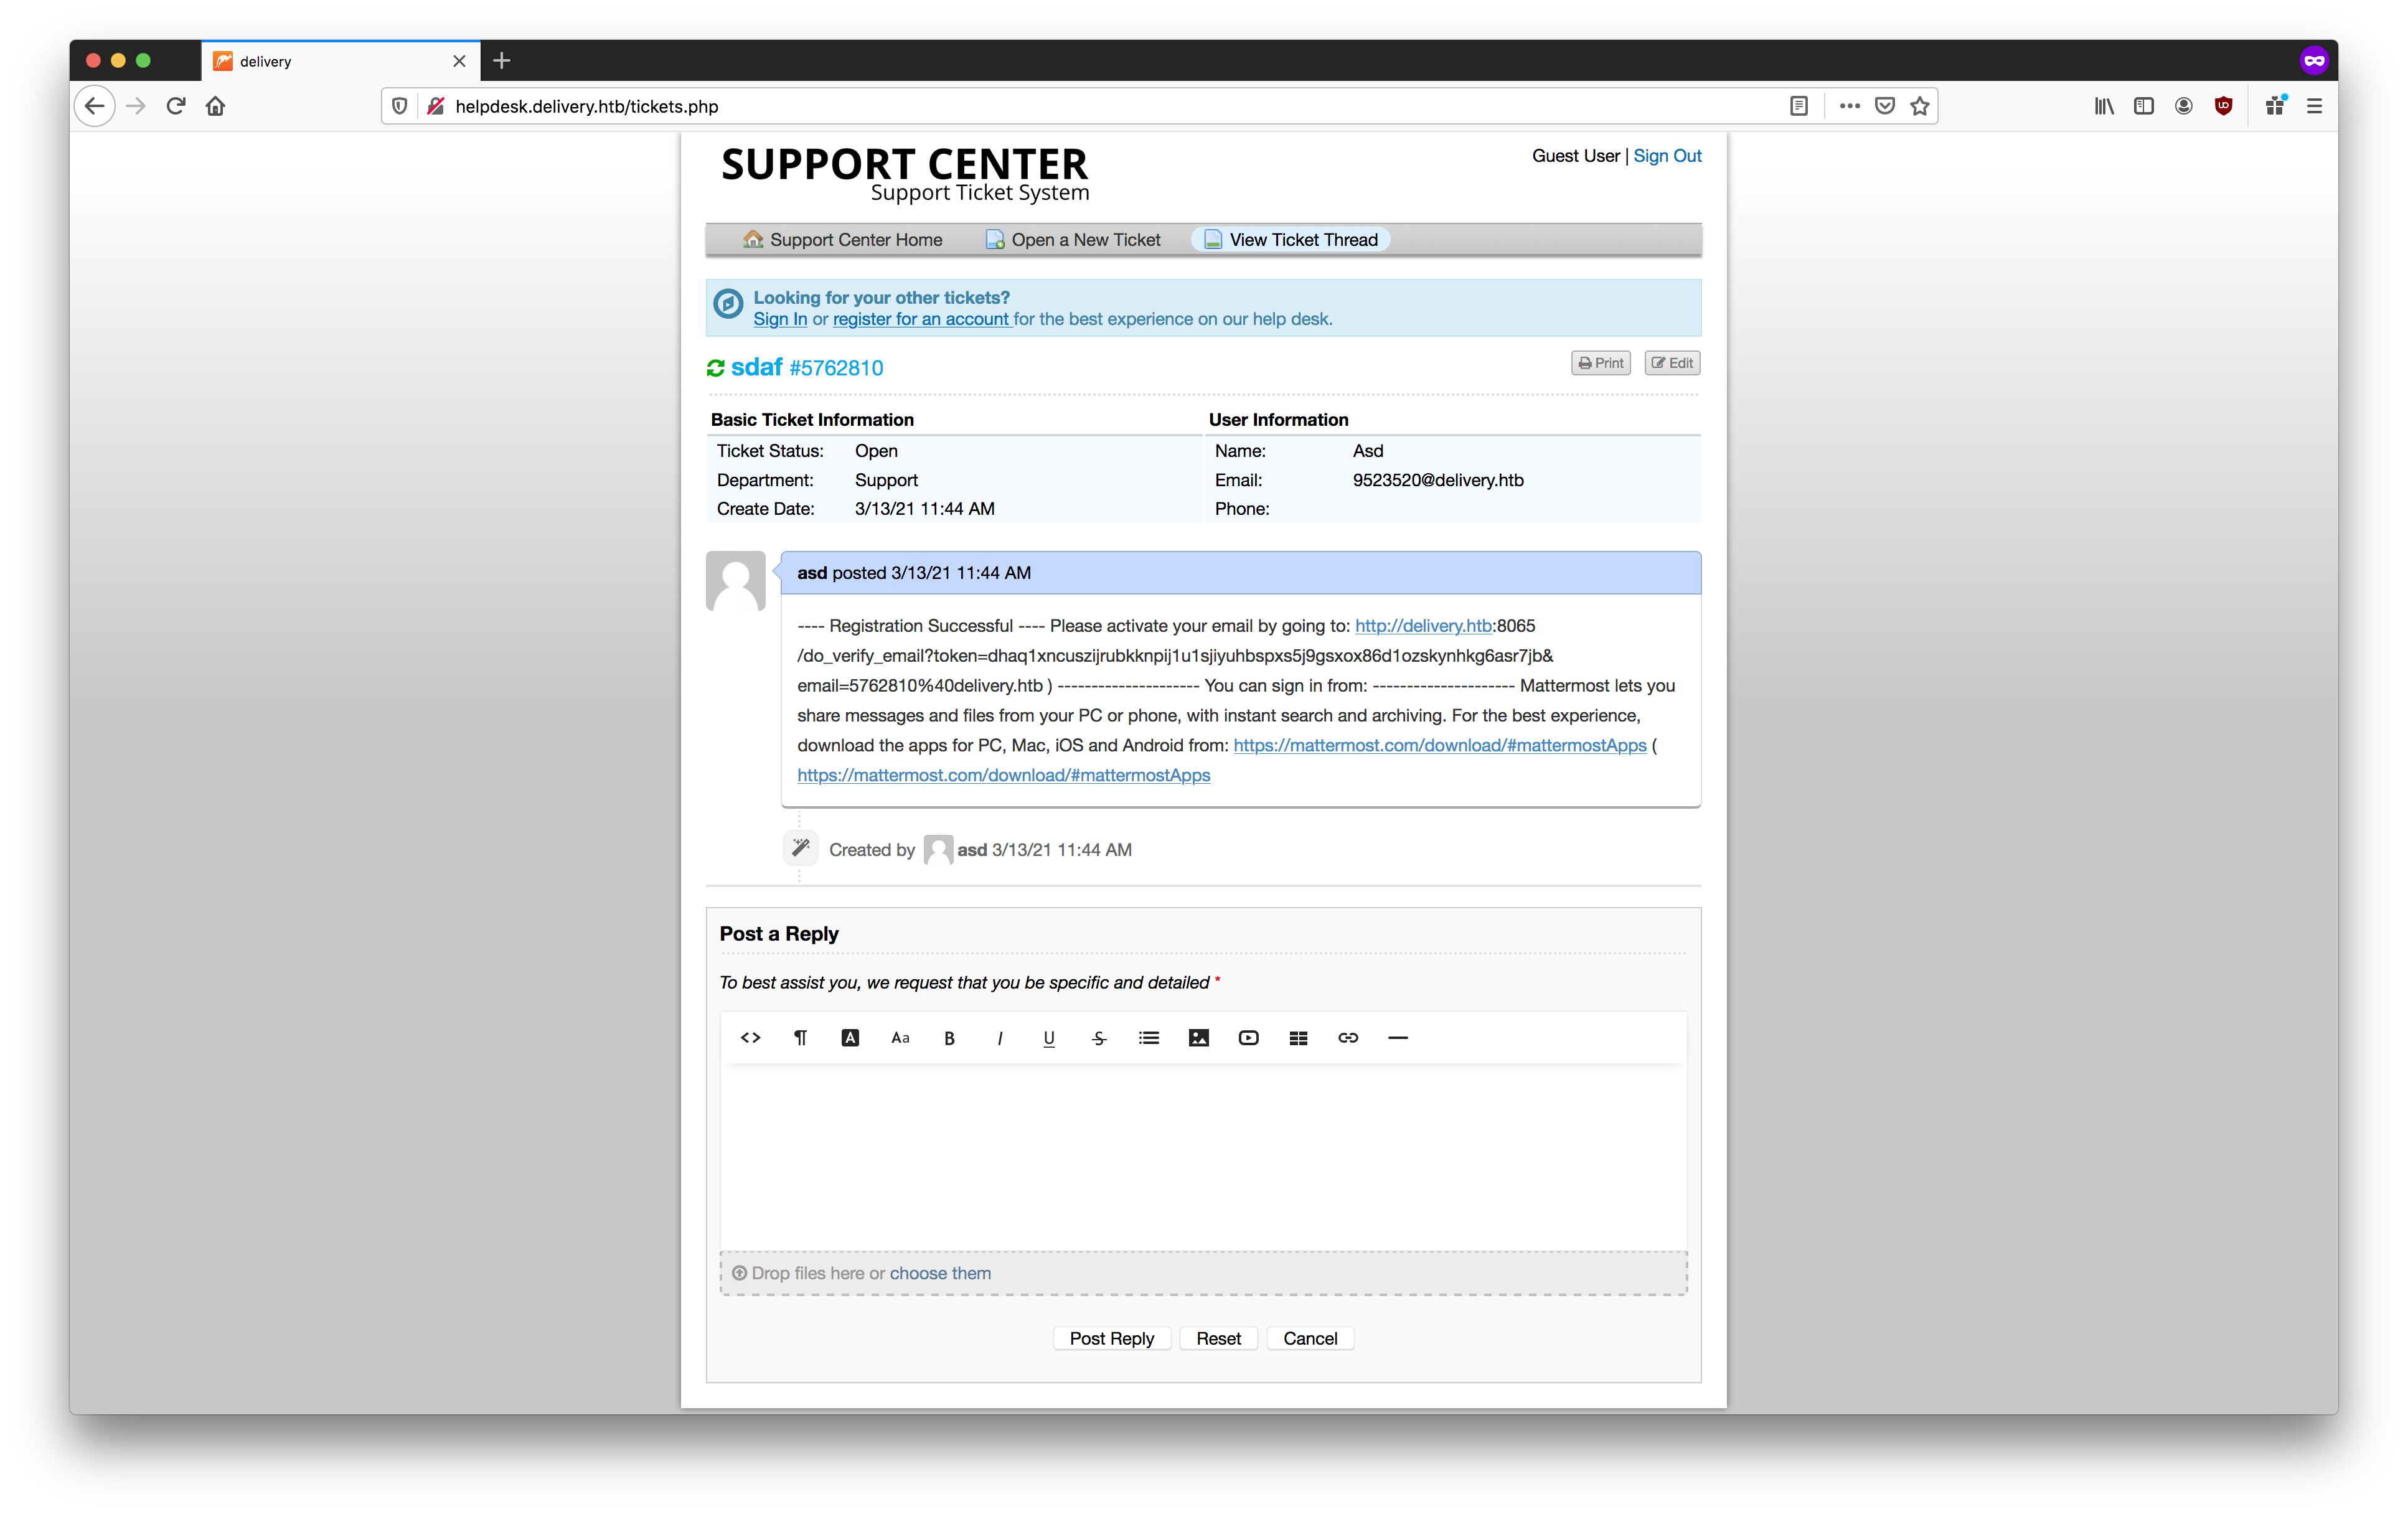 delivery
helpdesk.delivery.htb/tickets.php
SUPPORT CENTER
Support Ticket System
Guest User | Sign Out
Support Center Home
Open a New Ticket
View Ticket Thread
Looking for your other tickets?
Sign In or register for an account for the best experience on our help desk.
sdaf #5762810
Print
Edit
Basic Ticket Information
Ticket Status: Open
Department: Support
Create Date: 3/13/21 11:44 AM
User Information
Name: Asd
Email: 9523520@delivery.htb
Phone:
asd posted 3/13/21 11:44 AM
---- Registration Successful ---- Please activate your email by going to: http://delivery.htb:8065
/do_verify_email?token=dhaq1xncuszijrubkknpij1u1sjiyuhbspxs5j9gsxox86d1ozskynhkg6asr7jb&
email=5762810%40delivery.htb ) --------------------- You can sign in from: --------------------- Mattermost lets you
share messages and files from your PC or phone, with instant search and archiving. For the best experience,
download the apps for PC, Mac, iOS and Android from: https://mattermost.com/download/#mattermostApps (
https://mattermost.com/download/#mattermostApps
Created by asd 3/13/21 11:44 AM
Post a Reply
To best assist you, we request that you be specific and detailed *
Drop files here or choose them
Post Reply
Reset
Cancel